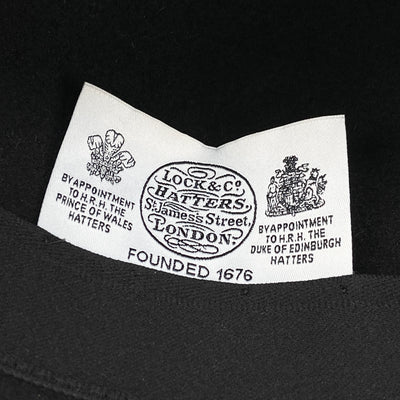 BY APPOINTMENT
TO H.R.H. THE
PRINCE OF WALES
HATTERS
LOCK & Co.
HATTERS,
St. James's Street,
LONDON.
FOUNDED 1676
BY APPOINTMENT
TO H.R.H. THE
DUKE OF EDINBURGH
HATTERS